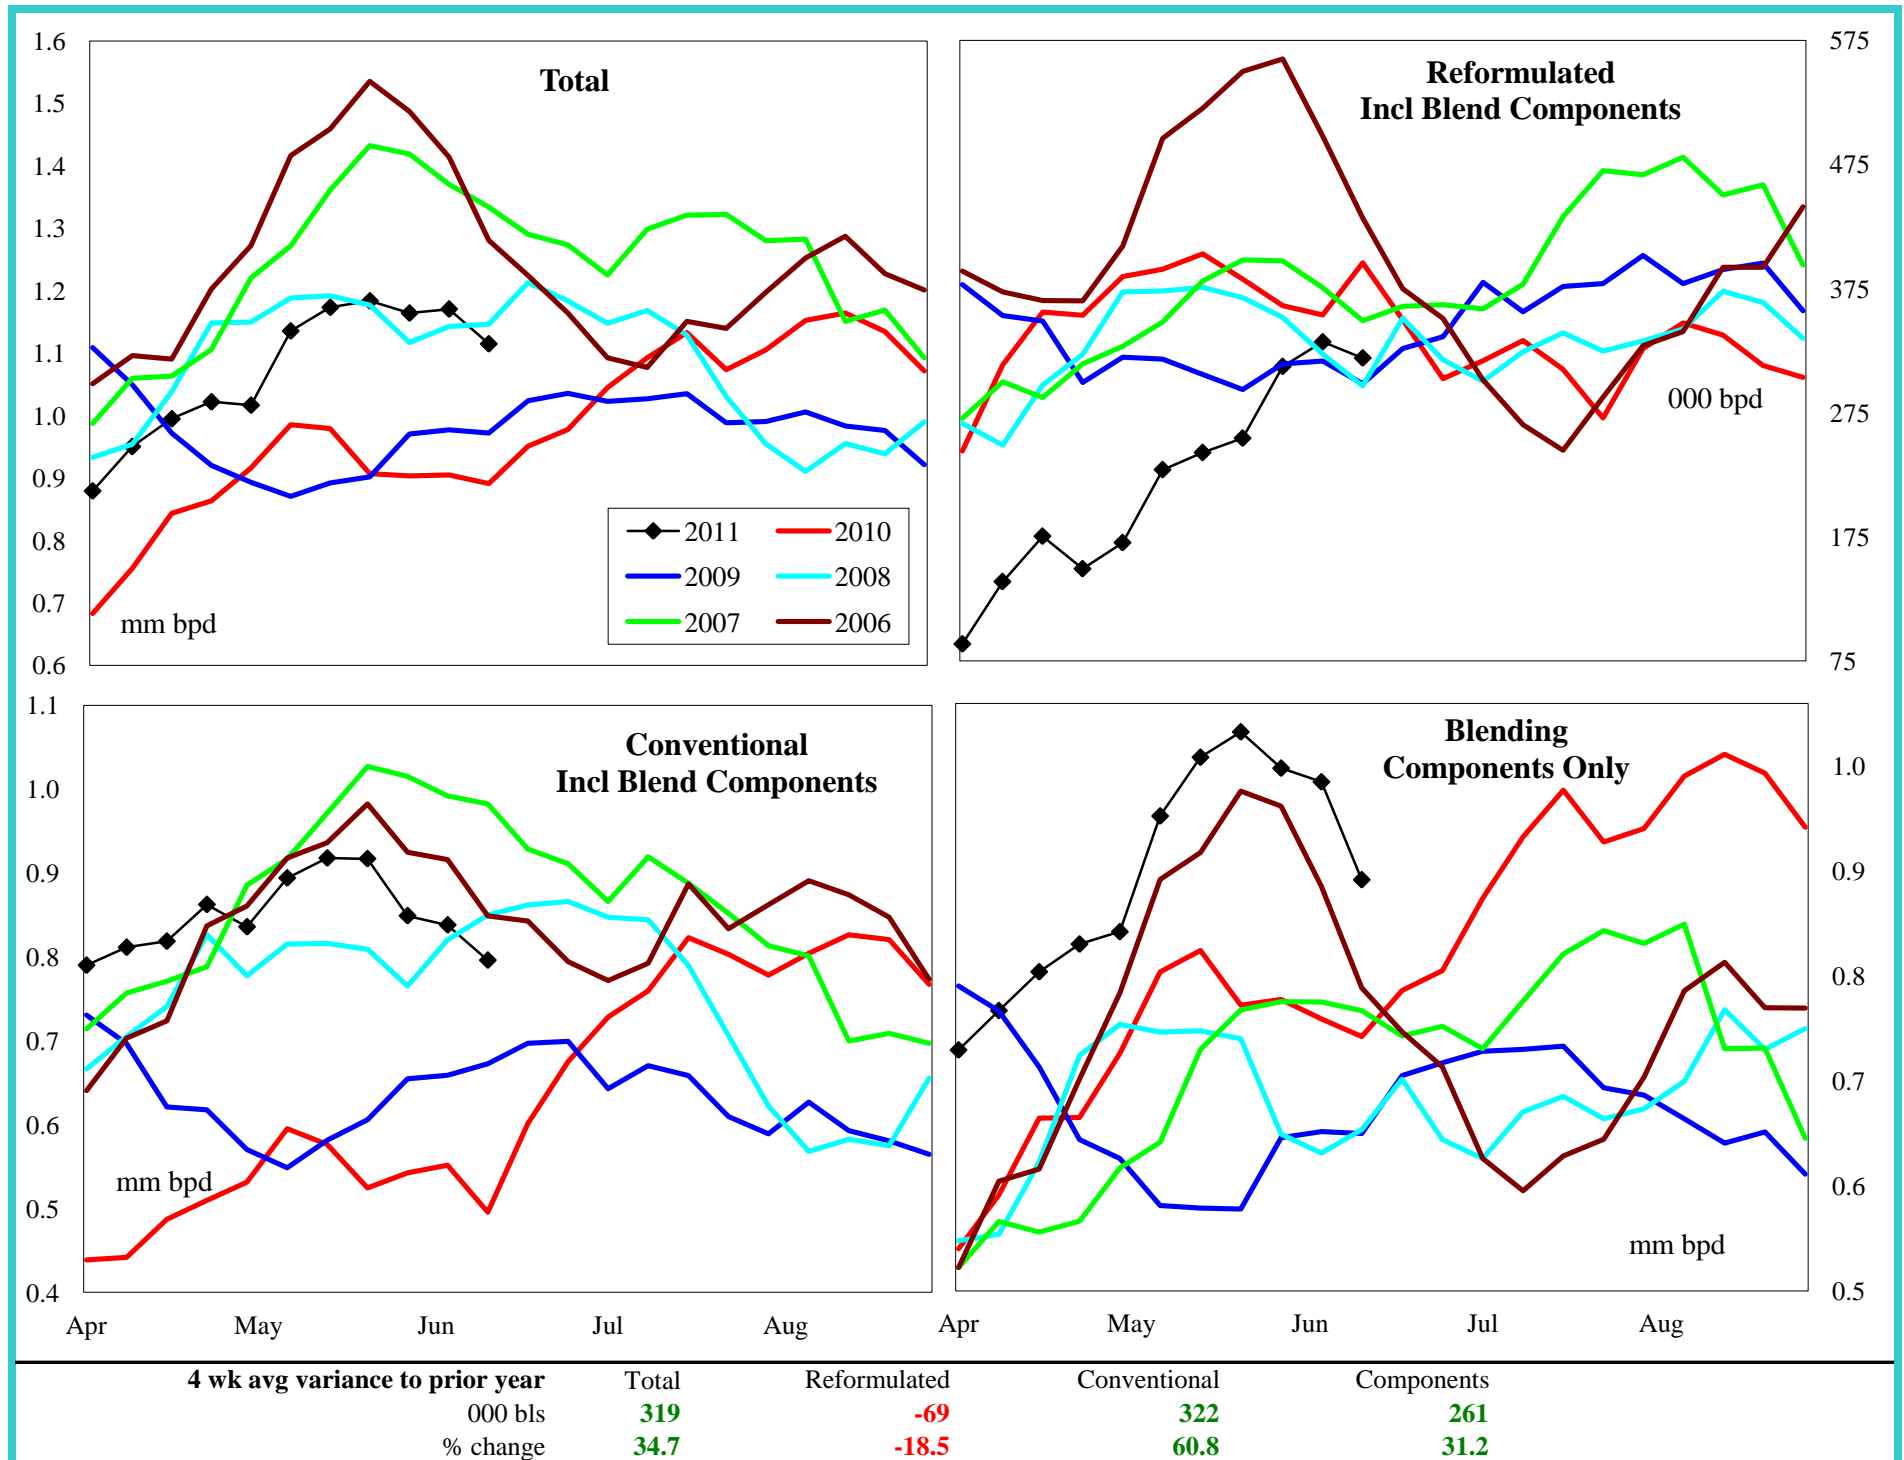 Total
1.6
1.5
1.4
1.3
1.2
1.1
1.0
0.9
0.8
0.7
0.6
mm bpd
2011 2010
2009 2008
2007 2006
Reformulated
Incl Blend Components
575
475
375
275
175
75
000 bpd
Conventional
Incl Blend Components
1.1
1.0
0.9
0.8
0.7
0.6
0.5
0.4
mm bpd
Apr May Jun Jul Aug
Blending
Components Only
1.0
0.9
0.8
0.7
0.6
0.5
mm bpd
Apr May Jun Jul Aug
4 wk avg variance to prior year Total Reformulated Conventional Components
000 bls 319 -69 322 261
% change 34.7 -18.5 60.8 31.2